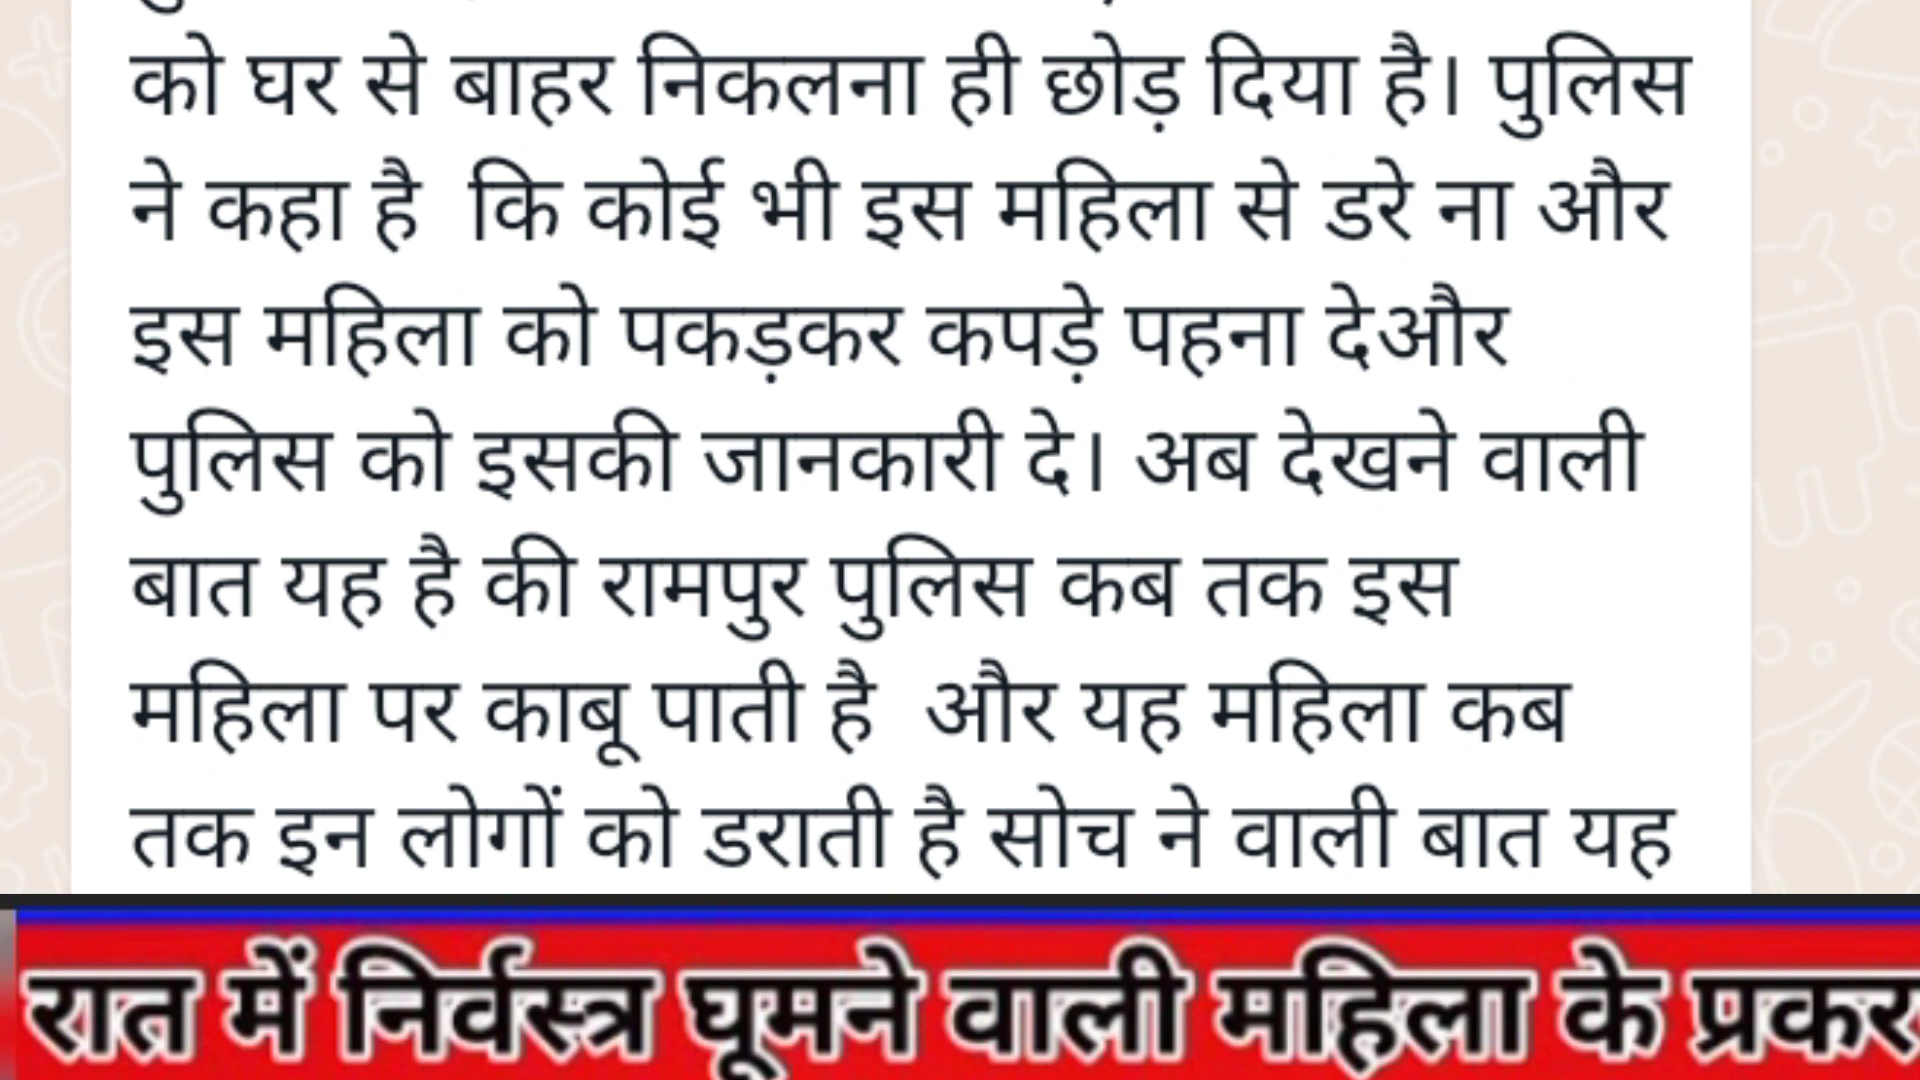 को घर से बाहर निकलना ही छोड़ दिया है। पुलिस
ने कहा है  कि कोई भी इस महिला से डरे ना और
इस महिला को पकड़कर कपड़े पहना देऔर
पुलिस को इसकी जानकारी दे। अब देखने वाली
बात यह है की रामपुर पुलिस कब तक इस
महिला पर काबू पाती है  और यह महिला कब
तक इन लोगों को डराती है सोच ने वाली बात यह
रात में निर्वस्त्र घूमने वाली महिला के प्रकर